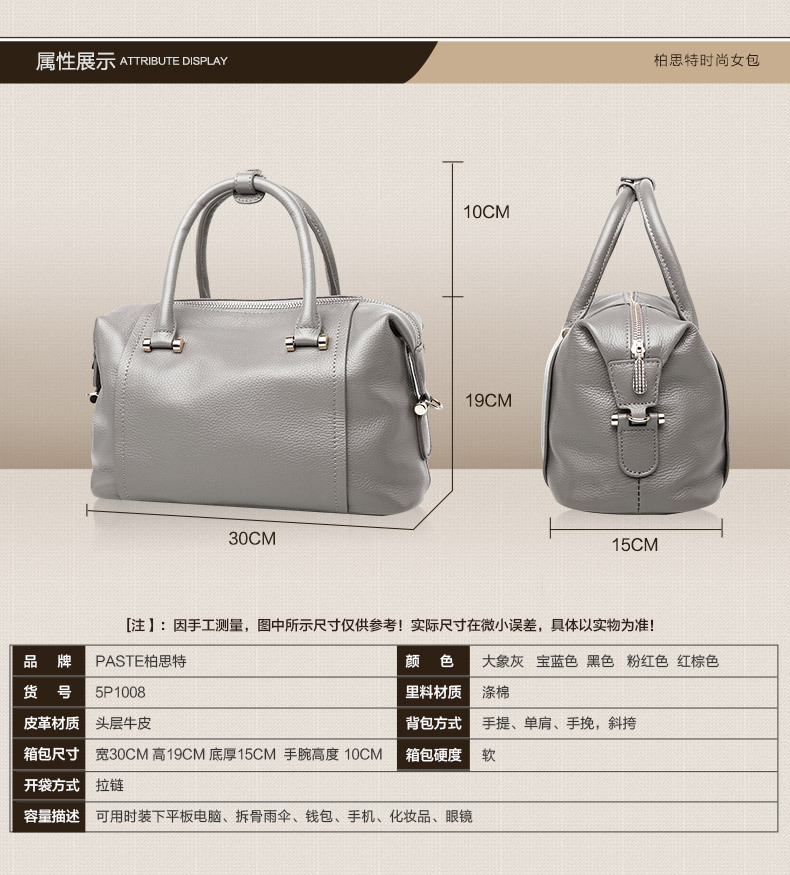 属性展示 ATTRIBUTE DISPLAY
柏思特时尚女包
10CM
19CM
30CM
15CM
【注】：因手工测量，图中所示尺寸仅供参考！实际尺寸在微小误差，具体以实物为准！
品 牌 PASTE柏思特 颜 色 大象灰 宝蓝色 黑色 粉红色 红棕色
货 号 5P1008 里料材质 涤棉
皮革材质 头层牛皮 背包方式 手提、单肩、手挽，斜挎
箱包尺寸 宽30CM 高19CM 底厚15CM 手腕高度 10CM 箱包硬度 软
开袋方式 拉链
容量描述 可用时装下平板电脑、拆骨雨伞、钱包、手机、化妆品、眼镜